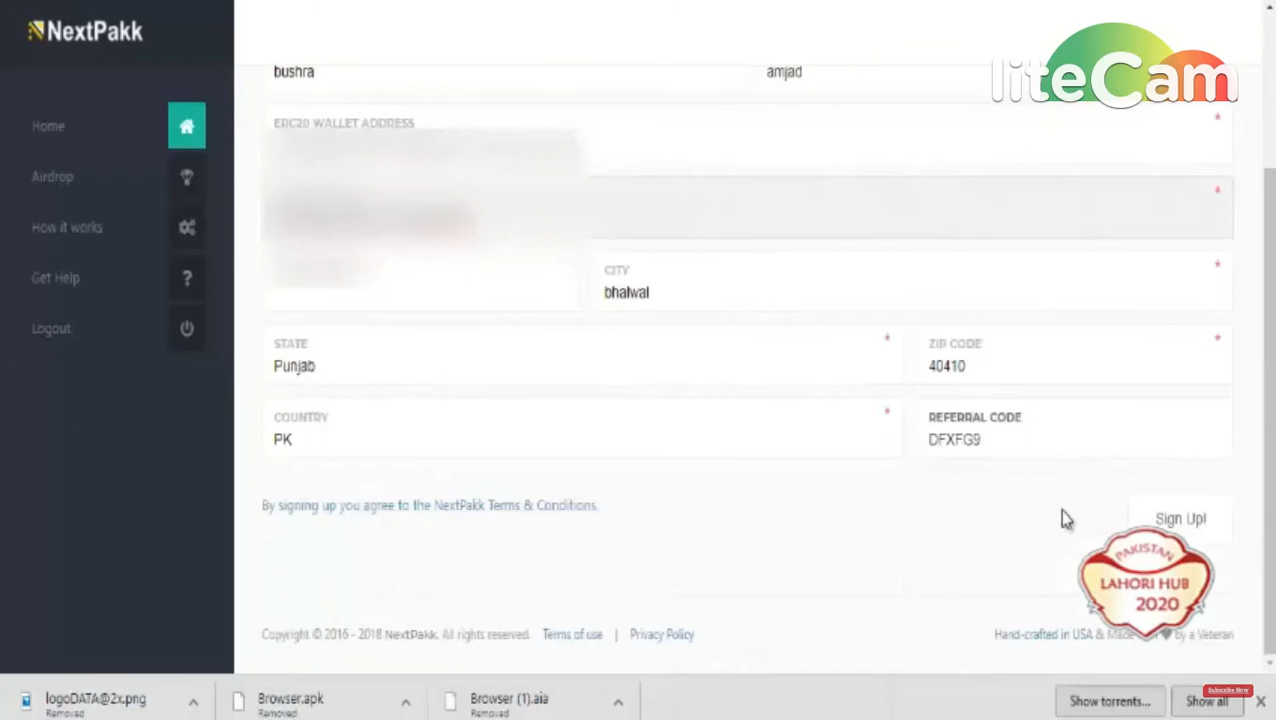 NextPakk
liteCam
bushra
amjad
ERC20 WALLET ADDRESS
*
Home
Airdrop
*
How it works
Get Help
CITY
*
bhalwal
Logout
STATE
*
ZIP CODE
*
Punjab
40410
COUNTRY
*
REFERRAL CODE
PK
DFXFG9
By signing up you agree to the NextPakk Terms & Conditions.
Sign Up!
PAKISTAN
LAHORI HUB
2020
Copyright © 2016 - 2018 NextPakk. All rights reserved.
Terms of use | Privacy Policy
Hand-crafted in USA & Made
by a Veteran
logoDATA@2x.png
Removed
Browser.apk
Removed
Browser (1).aia
Removed
Show torrents...
Show all
Subscribe Now